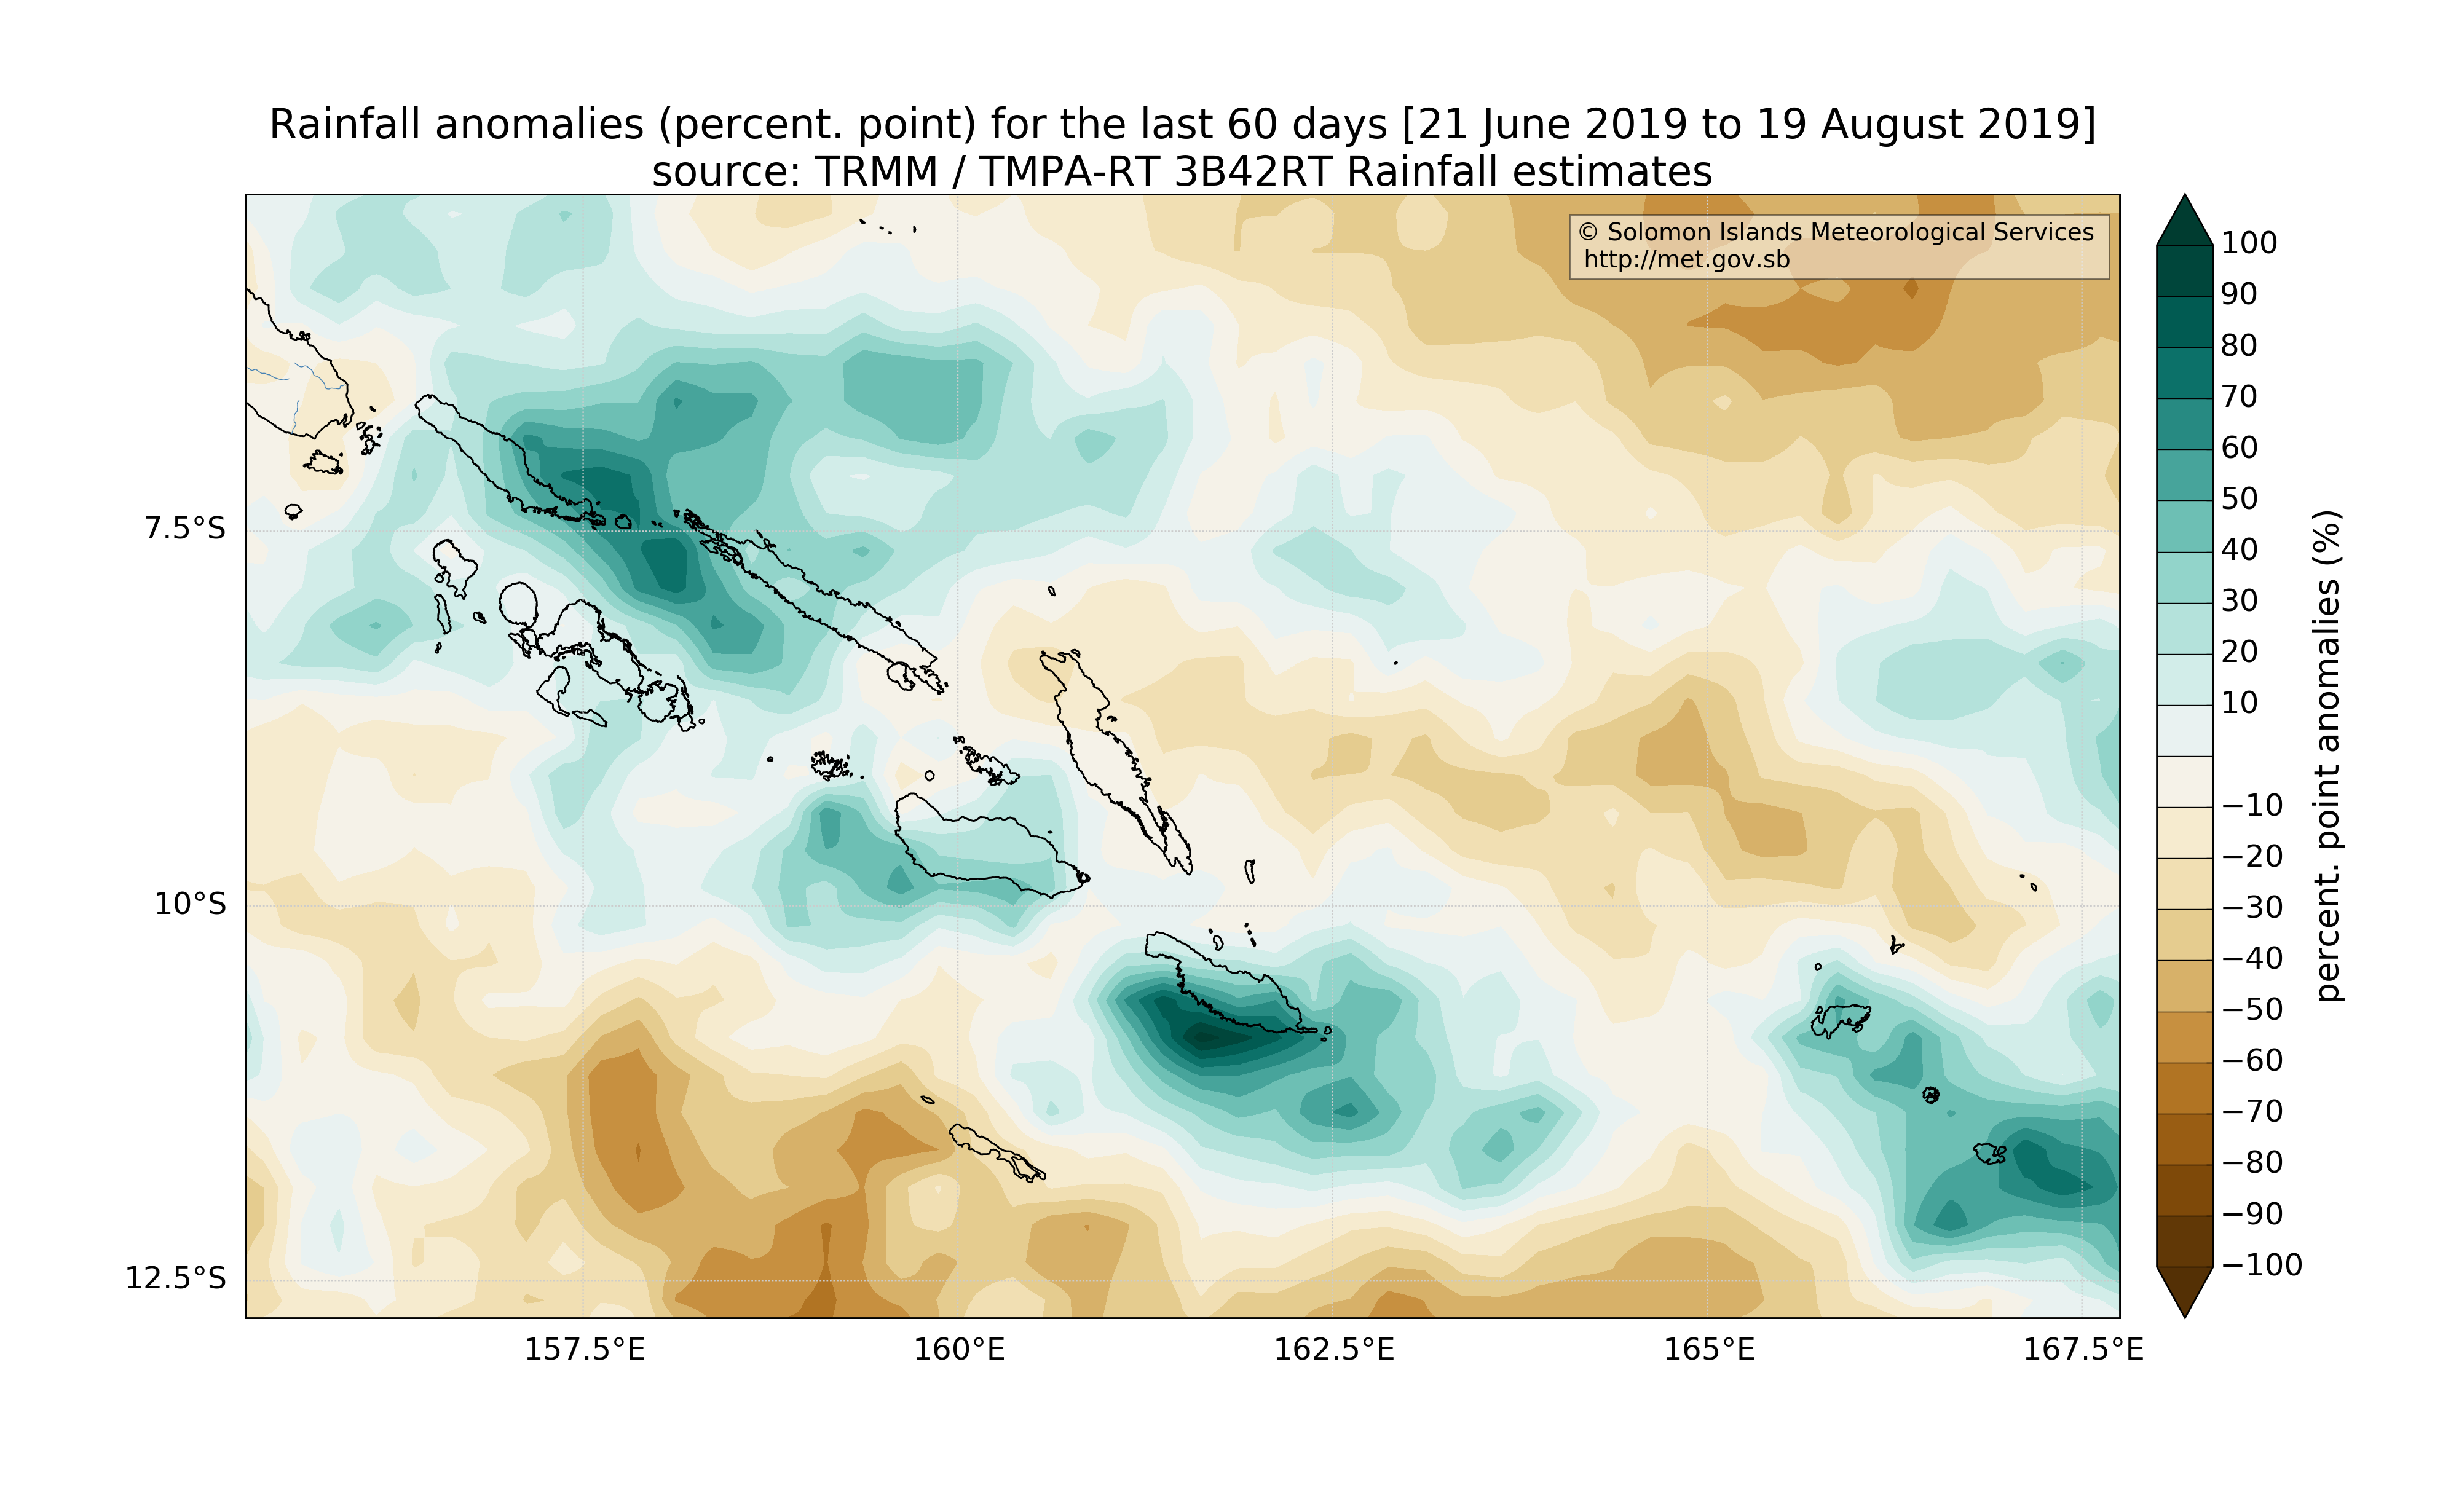 Rainfall anomalies (percent. point) for the last 60 days [21 June 2019 to 19 August 2019]
source: TRMM / TMPA-RT 3B42RT Rainfall estimates
© Solomon Islands Meteorological Services
http://met.gov.sb
7.5°S
10°S
12.5°S
157.5°E
160°E
162.5°E
165°E
167.5°E
100
90
80
70
60
50
40
30
20
10
−10
−20
−30
−40
−50
−60
−70
−80
−90
−100
percent. point anomalies (%)